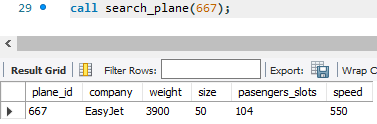 29 call search_plane(667);
Result Grid Filter Rows: Export: Wrap C
plane_id company weight size pasengers_slots speed
667 EasyJet 3900 50 104 550